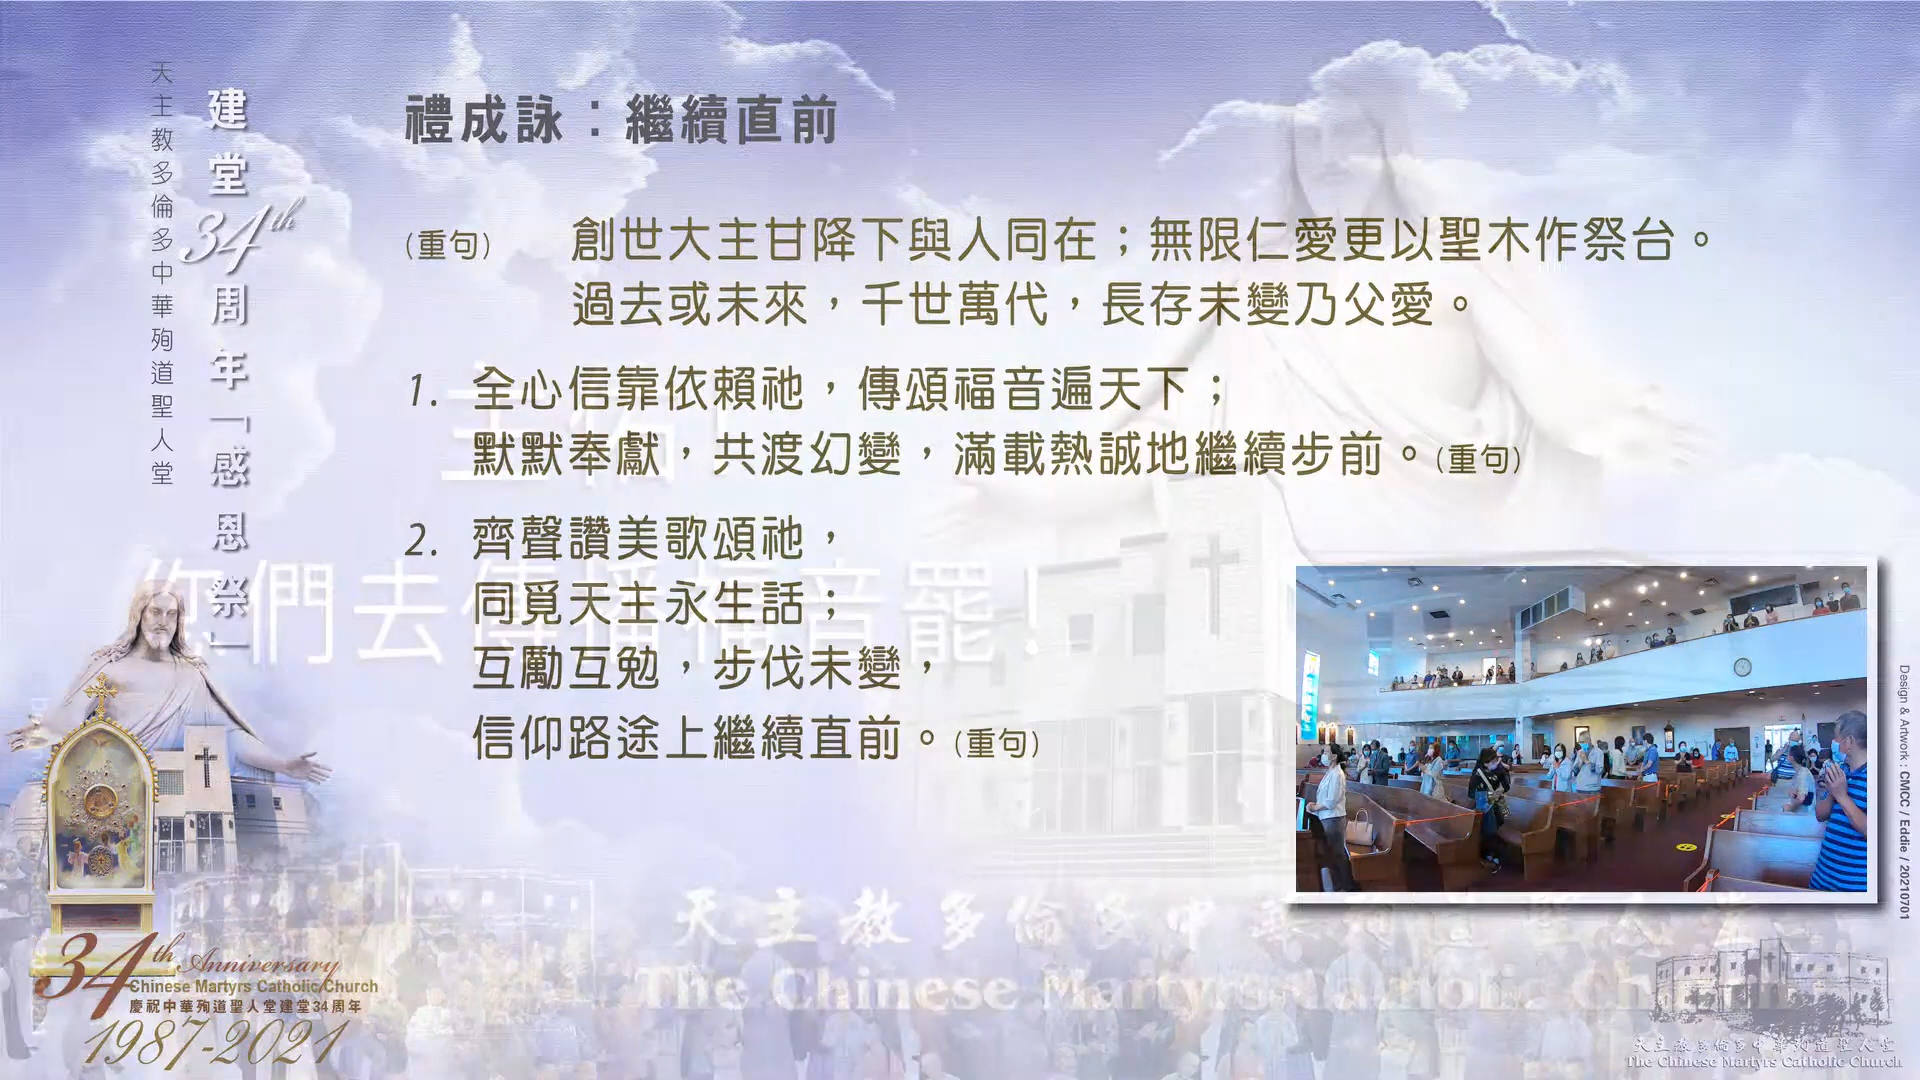 天主教多倫多中華殉道聖人堂
建堂34th周年「感恩祭」
禮成詠：繼續直前
(重句) 創世大主甘降下與人同在；無限仁愛更以聖木作祭台。
過去或未來，千世萬代，長存未變乃父愛。
1. 全心信靠依賴祂，傳頌福音遍天下；
默默奉獻，共渡幻變，滿載熱誠地繼續步前。(重句)
2. 齊聲讚美歌頌祂，
同覓天主永生話；
互勵互勉，步伐未變，
信仰路途上繼續直前。(重句)
你們去傳播福音罷！
天主教多倫多中華
The Chinese Martyrs Catholic Church
34th Anniversary
Chinese Martyrs Catholic Church
慶祝中華殉道聖人堂建堂34周年
1987-2021
Design & Artwork : CMCC / Eddie / 20210701
天主教多倫多中華殉道聖人堂
The Chinese Martyrs Catholic Church